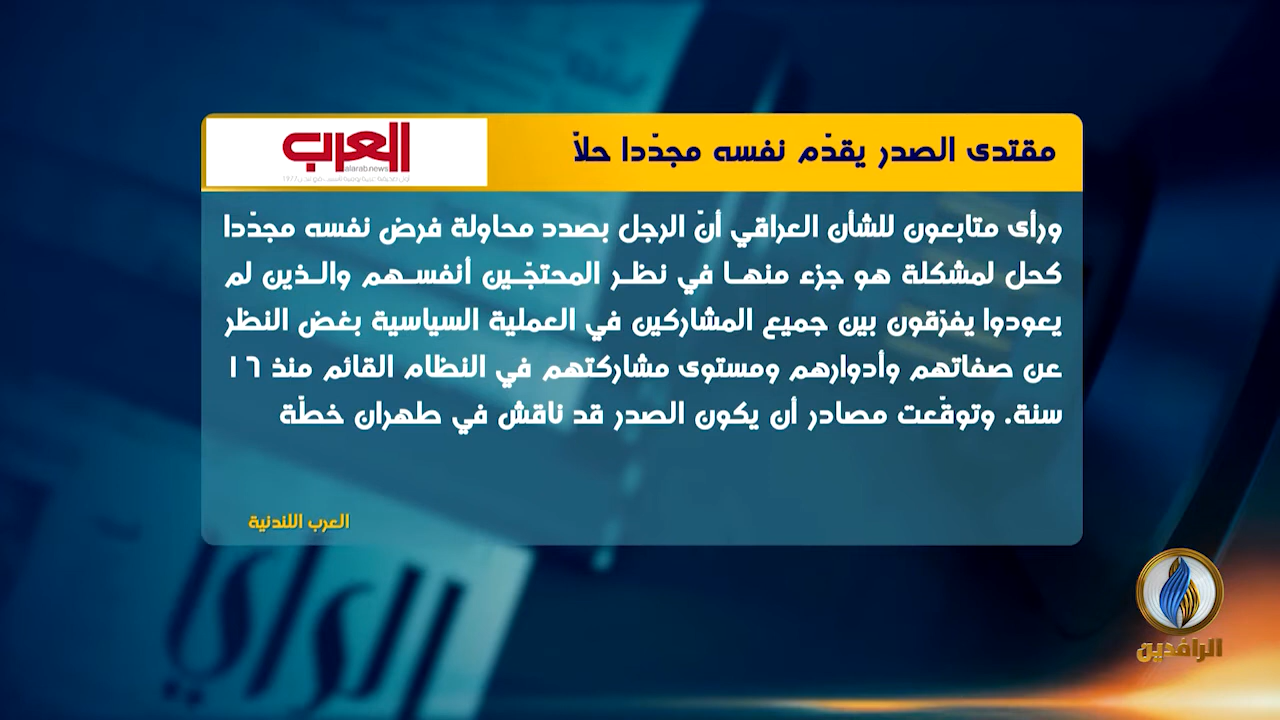 مقتدى الصدر يقدّم نفسه مجدّدا حلاّ
العرب
alarab.news
ورأى متابعون للشأن العراقي أنّ الرجل بصدد محاولة فرض نفسه مجدّدا
كحل لمشكلة هو جزء منها في نظر المحتجّين أنفسهم والذين لم
يعودوا يفرّقون بين جميع المشاركين في العملية السياسية بغض النظر
عن صفاتهم وأدوارهم ومستوى مشاركتهم في النظام القائم منذ ١٦
سنة. وتوقّعت مصادر أن يكون الصدر قد ناقش في طهران خطّة
العرب اللندنية
الراي
الرافدين